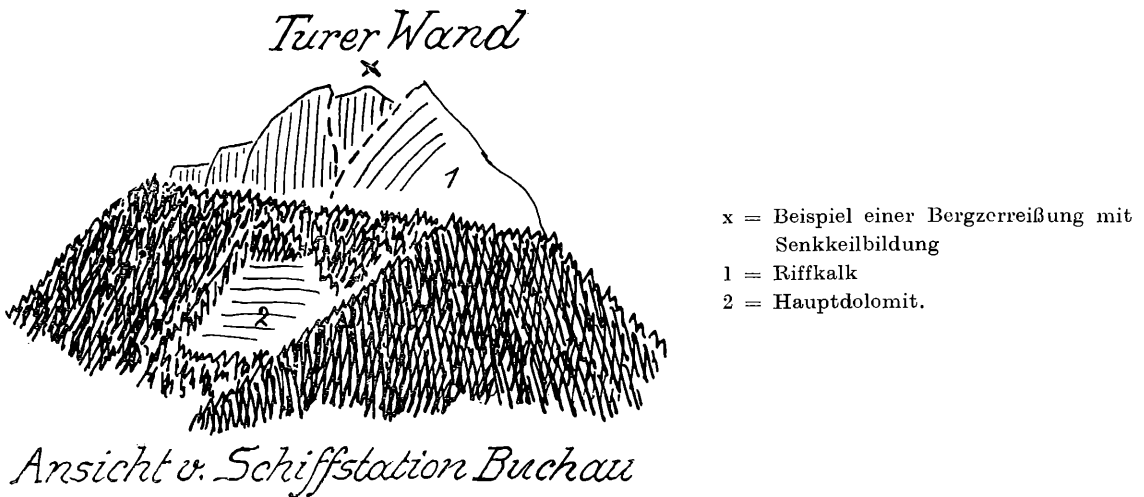 Turer Wand
x
1
2
x = Beispiel einer Bergzerreißung mit
Senkkeilbildung
1 = Riffkalk
2 = Hauptdolomit.
Ansicht v. Schiffstation Buchau